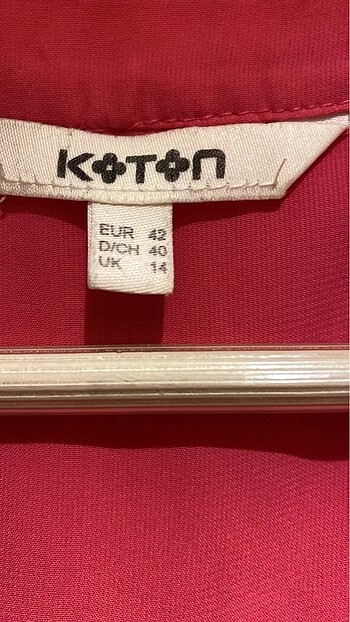 KOTON
EUR 42
D/CH 40
UK 14